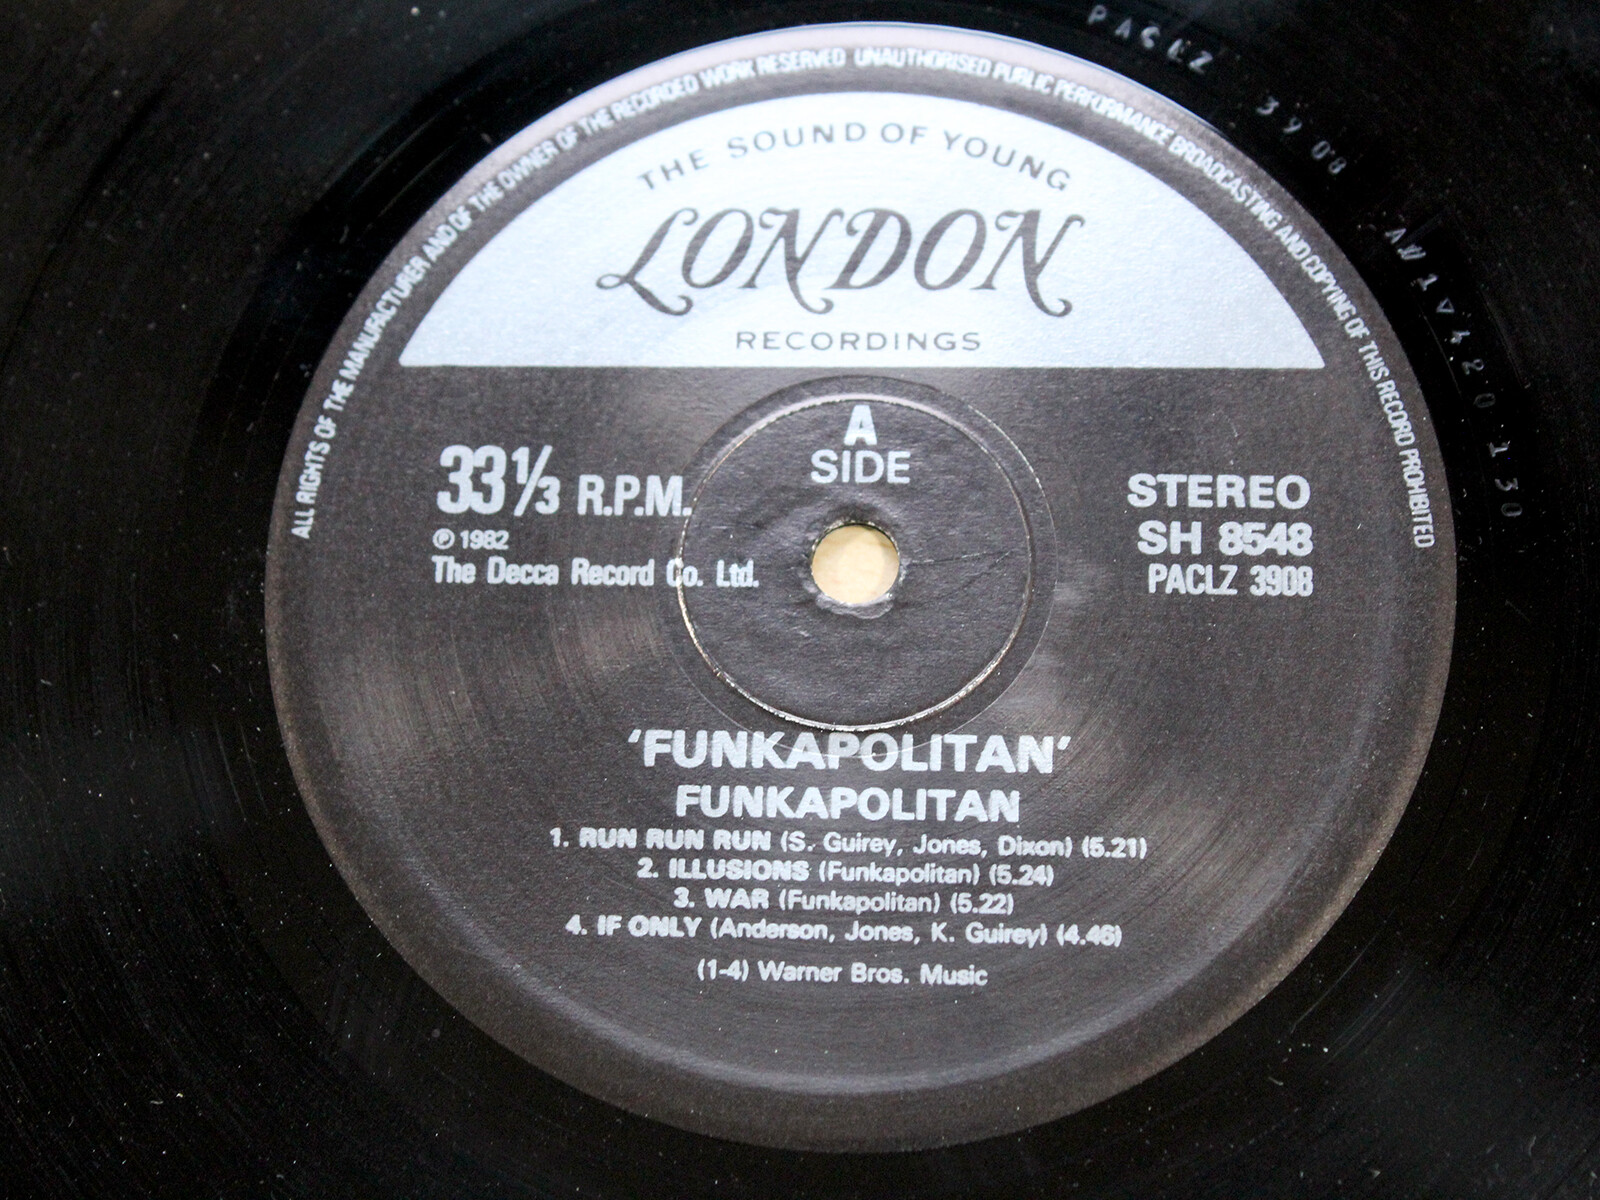 ALL RIGHTS OF THE MANUFACTURER AND OF THE OWNER OF THE RECORDED WORK RESERVED UNAUTHORISED PUBLIC PERFORMANCE BROADCASTING AND COPYING OF THIS RECORD PROHIBITED
PACLZ 3908
THE SOUND OF YOUNG
LONDON
RECORDINGS
A
SIDE
33⅓ R.P.M.
℗ 1982
The Decca Record Co. Ltd.
STEREO
SH 8548
PACLZ 3908
'FUNKAPOLITAN'
FUNKAPOLITAN
1. RUN RUN RUN (S. Guirey, Jones, Dixon) (5.21)
2. ILLUSIONS (Funkapolitan) (5.24)
3. WAR (Funkapolitan) (5.22)
4. IF ONLY (Anderson, Jones, K. Guirey) (4.46)
(1-4) Warner Bros. Music